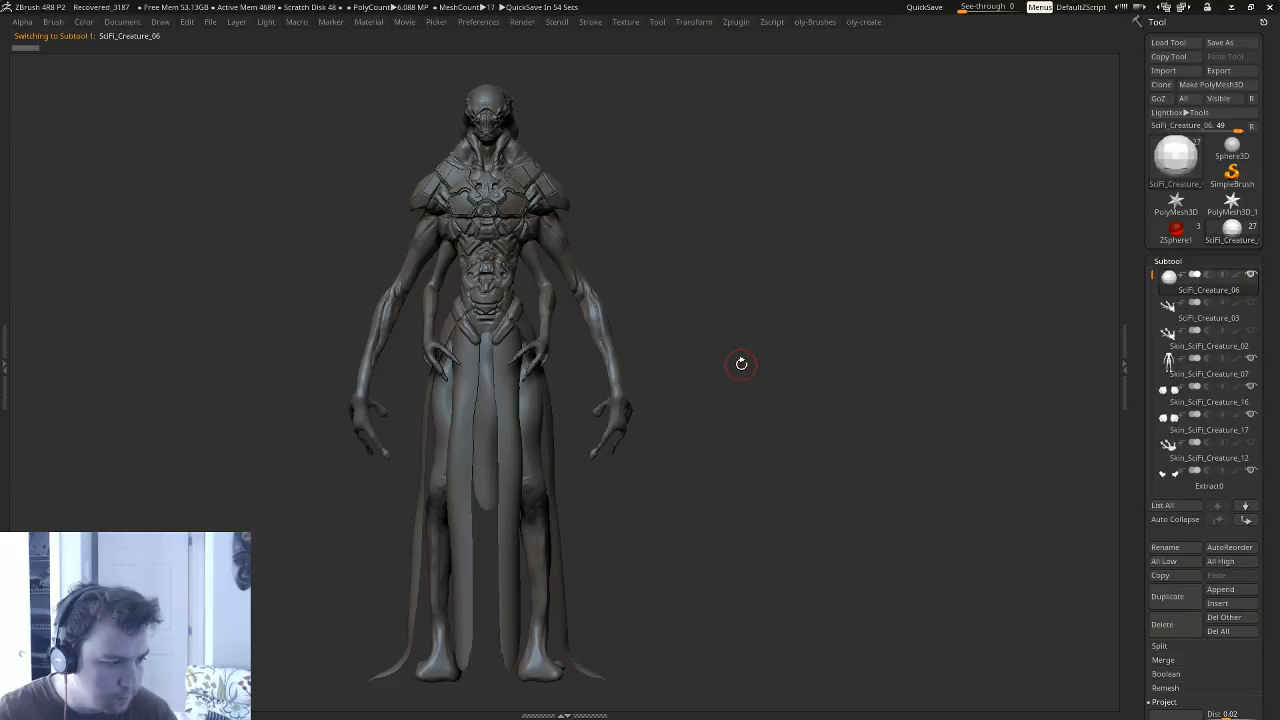 ZBrush 4R8 P2 Recovered_3187 • Free Mem 53.13GB • Active Mem 4689 • Scratch Disk 48 • PolyCount▶6.088 MP • MeshCount▶17 ▶QuickSave In 54 Secs QuickSave See-through 0 Menus DefaultZScript
Alpha Brush Color Document Draw Edit File Layer Light Macro Marker Material Movie Picker Preferences Render Stencil Stroke Texture Tool Transform Zplugin Zscript oly-Brushes oly-create Tool
Switching to Subtool 1: SciFi_Creature_06
Load Tool Save As
Copy Tool Paste Tool
Import Export
Clone Make PolyMesh3D
GoZ All Visible R
Lightbox▶Tools
SciFi_Creature_06. 49 R
27
Sphere3D
SciFi_Creature_ SimpleBrush
PolyMesh3D PolyMesh3D_1
3 27
ZSphere1 SciFi_Creature_
Subtool
SciFi_Creature_06
SciFi_Creature_03
Skin_SciFi_Creature_02
Skin_SciFi_Creature_07
Skin_SciFi_Creature_16
Skin_SciFi_Creature_17
Skin_SciFi_Creature_12
Extract0
List All
Auto Collapse
Rename AutoReorder
All Low All High
Copy Paste
Duplicate Append
Insert
Delete Del Other
Del All
Split
Merge
Boolean
Remesh
Project
Dist 0.02